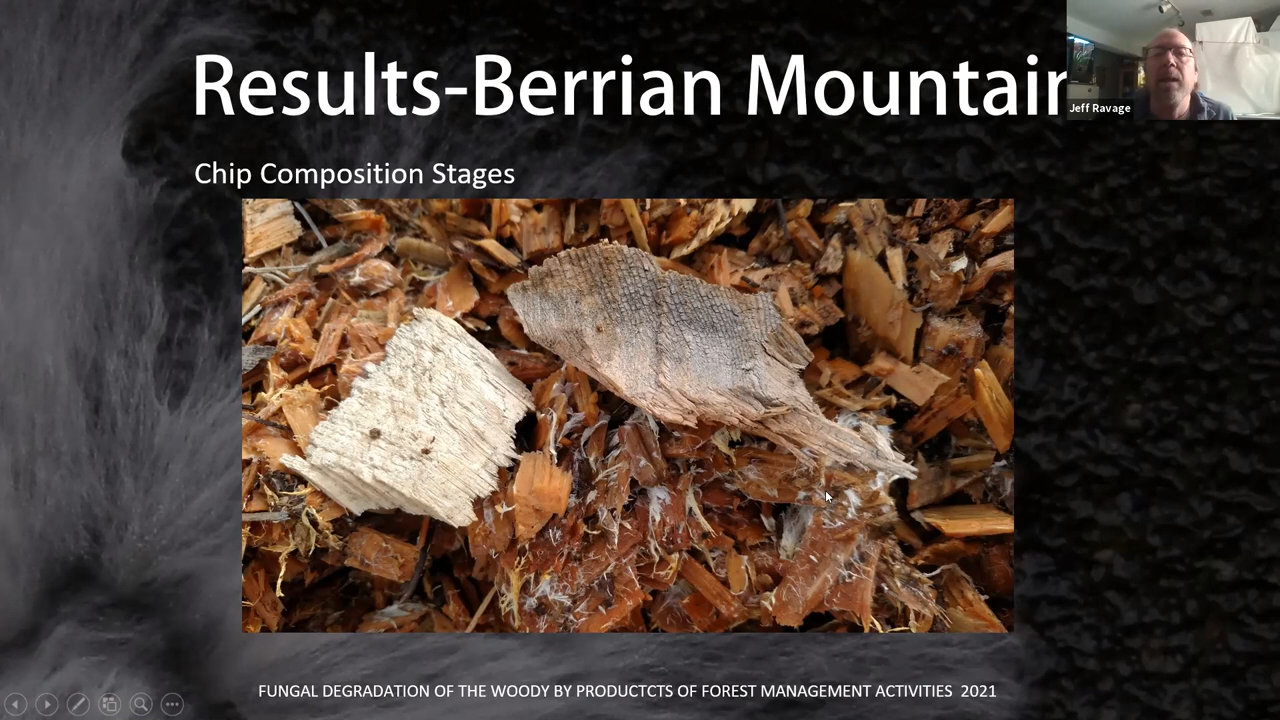 Results-Berrian Mountain
Jeff Ravage
Chip Composition Stages
FUNGAL DEGRADATION OF THE WOODY BY PRODUCTCTS OF FOREST MANAGEMENT ACTIVITIES 2021